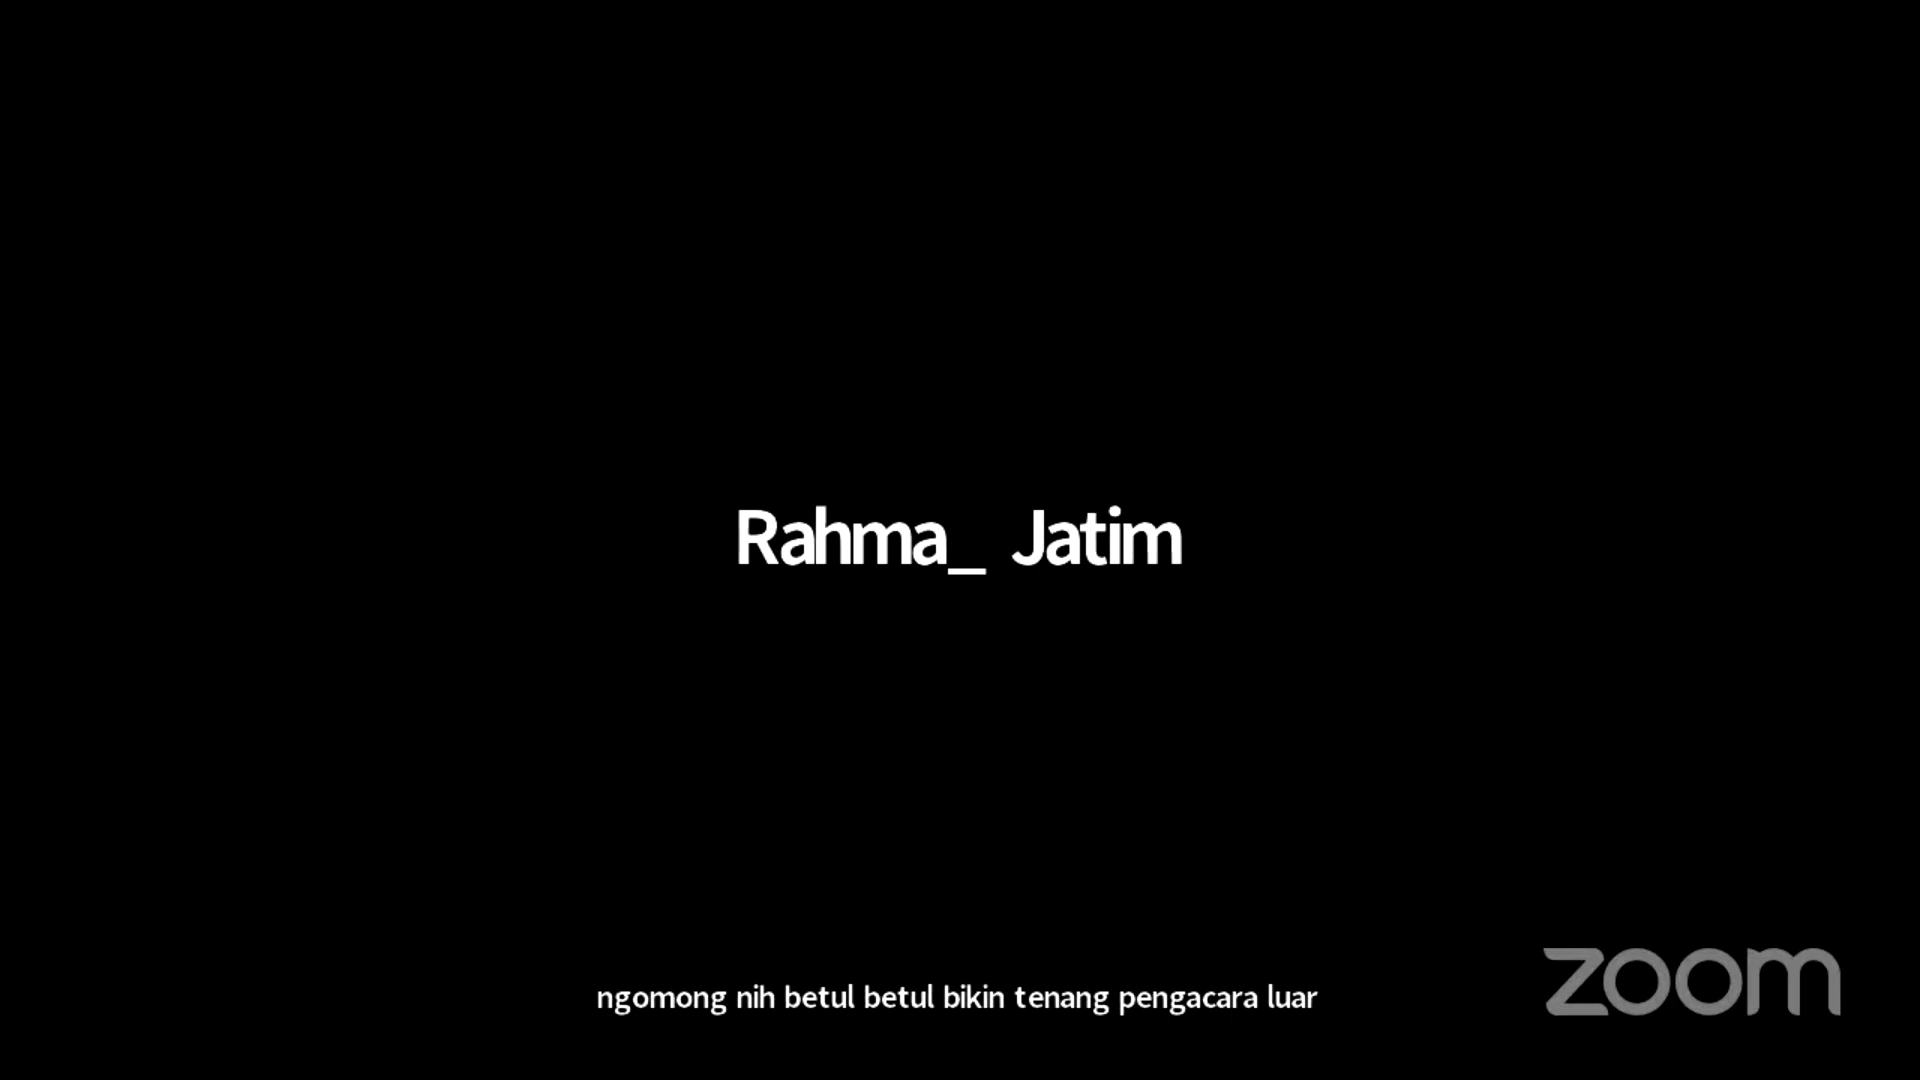 Rahma_ Jatim
ngomong nih betul betul bikin tenang pengacara luar
zoom